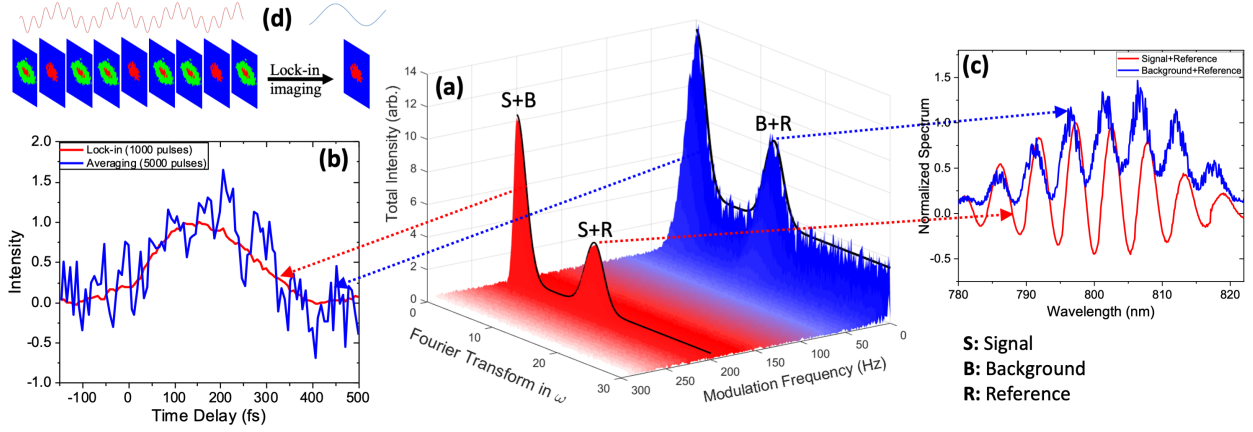 (d)
Lock-in
imaging
(b)
Lock-in (1000 pulses)
Averaging (5000 pulses)
Intensity
2.0
1.5
1.0
0.5
0.0
-0.5
-1.0
-100 0 100 200 300 400 500
Time Delay (fs)
(a)
S+B
S+R
B+R
Total Intensity (arb.)
14
12
10
8
6
4
2
0
0
10
20
30
Fourier Transform in ω
300
250
200
150
100
50
0
Modulation Frequency (Hz)
(c)
Signal+Reference
Background+Reference
Normalized Spectrum
1.5
1.0
0.5
0.0
-0.5
780 790 800 810 820
Wavelength (nm)
S: Signal
B: Background
R: Reference